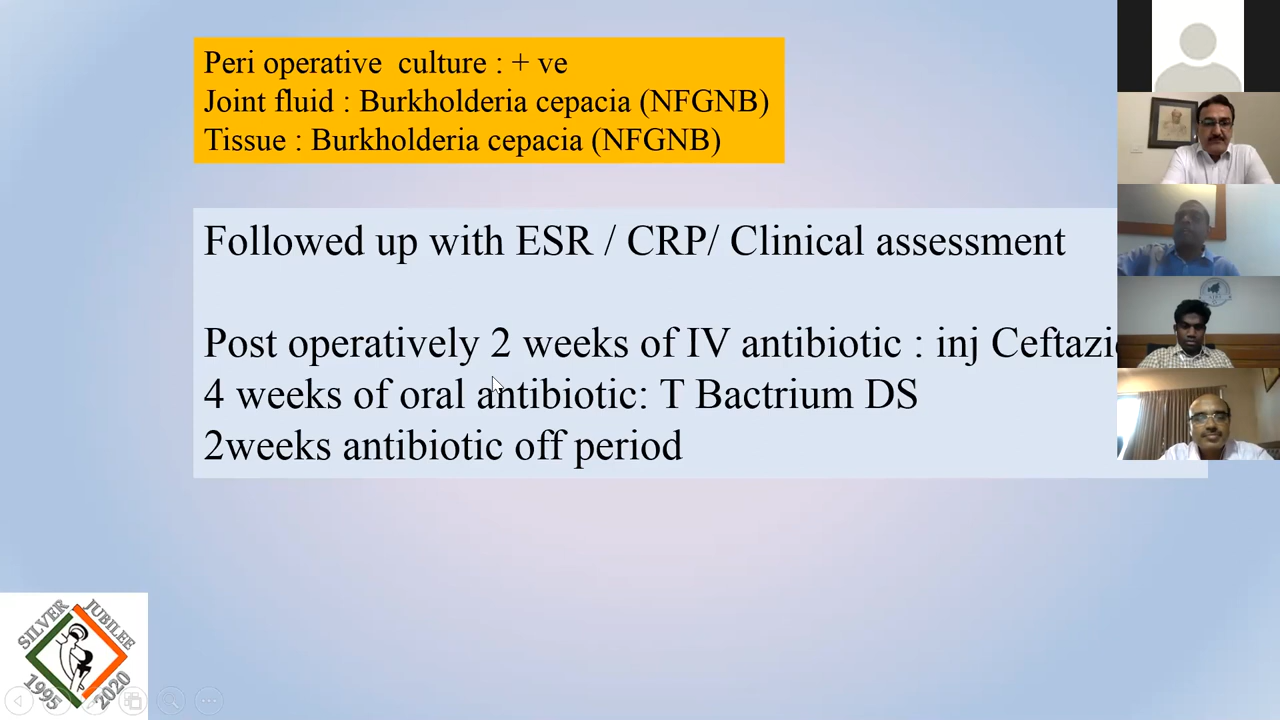 Peri operative culture : + ve
Joint fluid : Burkholderia cepacia (NFGNB)
Tissue : Burkholderia cepacia (NFGNB)
Followed up with ESR / CRP/ Clinical assessment
Post operatively 2 weeks of IV antibiotic : inj
4 weeks of oral antibiotic: T Bactrium DS
2weeks antibiotic off period
SILVER JUBILEE
1995 2020